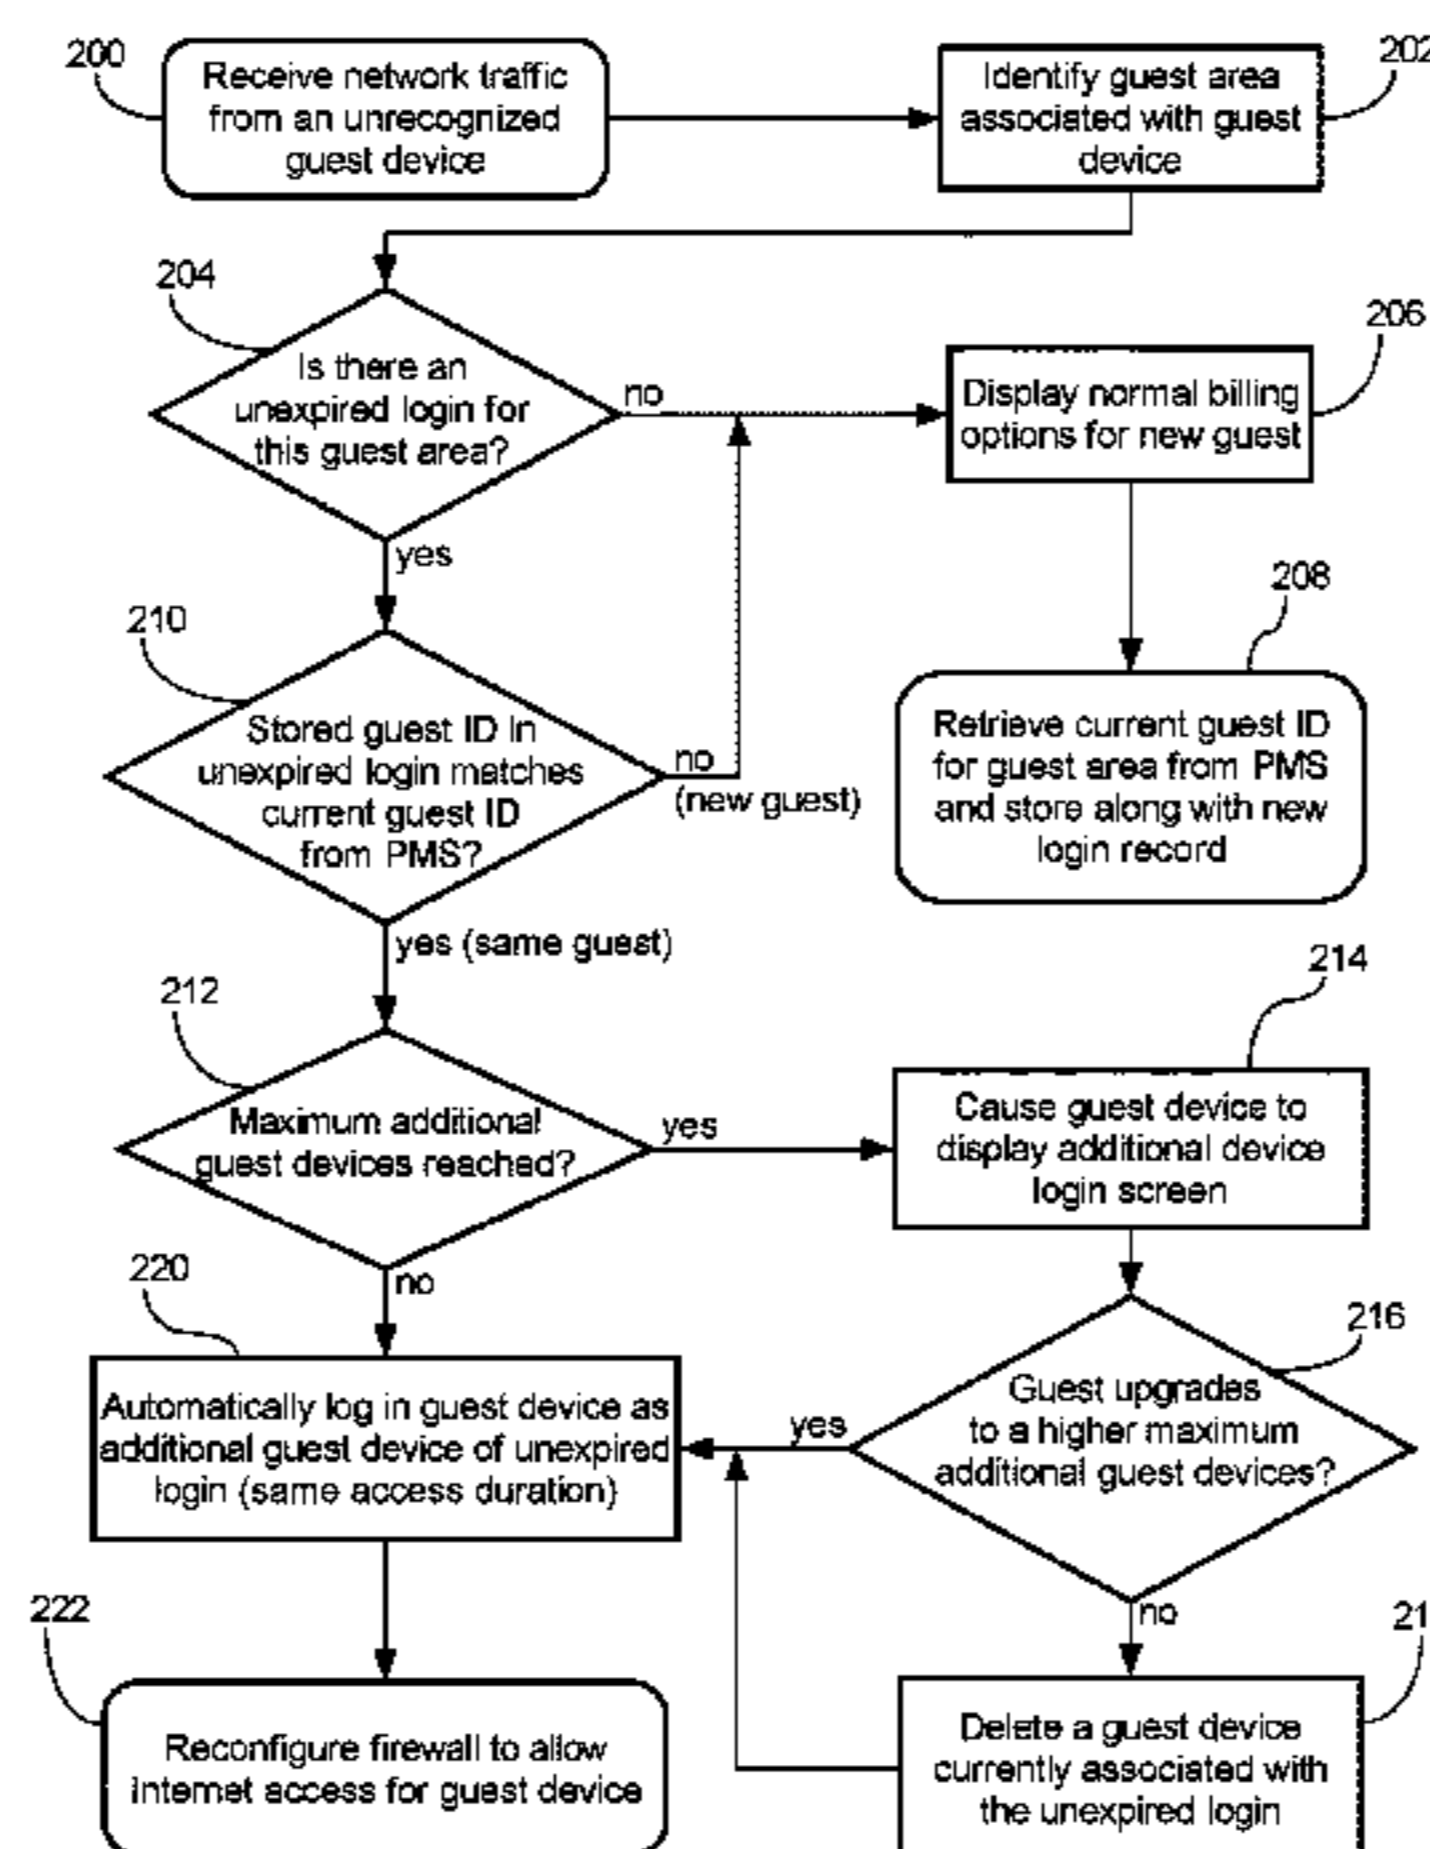 200
Receive network traffic
from an unrecognized
guest device
202
Identify guest area
associated with guest
device
204
Is there an
unexpired login for
this guest area?
no
yes
206
Display normal billing
options for new guest
208
Retrieve current guest ID
for guest area from PMS
and store along with new
login record
210
Stored guest ID in
unexpired login matches
current guest ID
from PMS?
no
(new guest)
yes (same guest)
212
Maximum additional
guest devices reached?
yes
no
214
Cause guest device to
display additional device
login screen
216
Guest upgrades
to a higher maximum
additional guest devices?
yes
no
21
Delete a guest device
currently associated with
the unexpired login
220
Automatically log in guest device as
additional guest device of unexpired
login (same access duration)
222
Reconfigure firewall to allow
Internet access for guest device